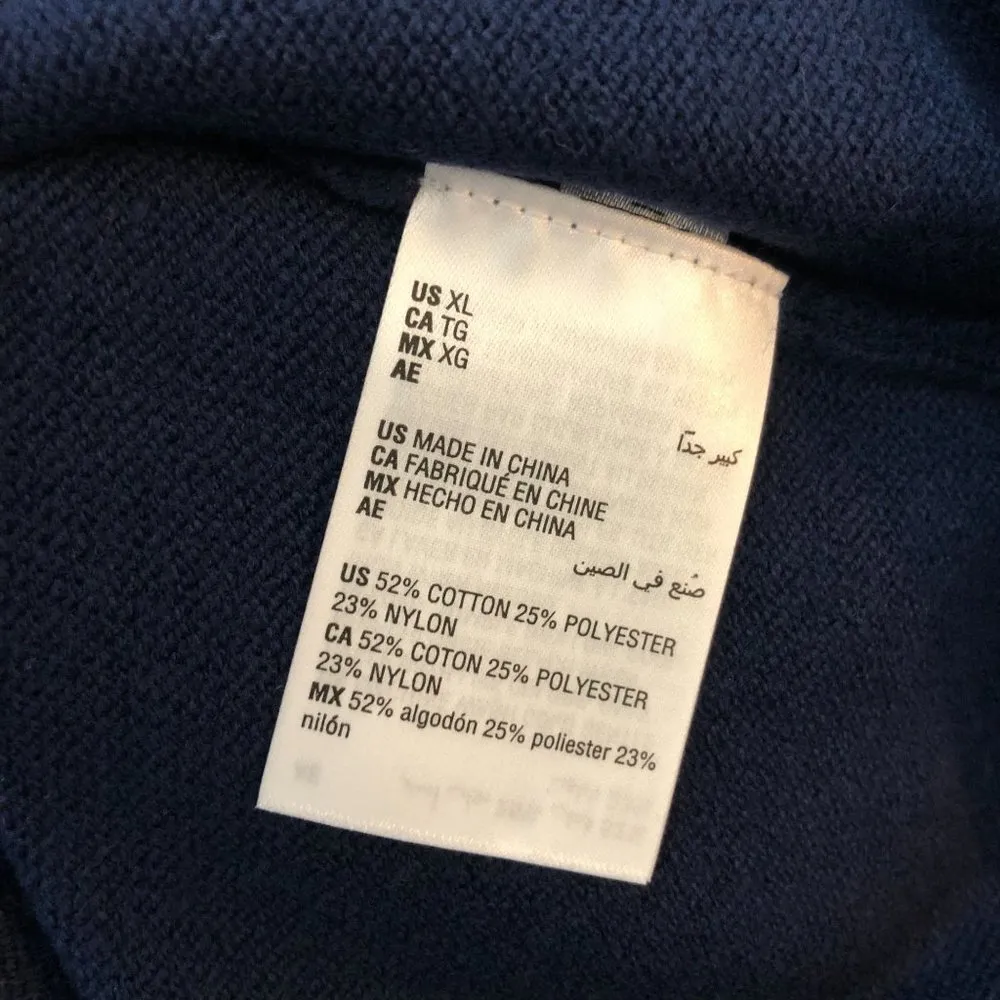 US XL
CA TG
MX XG
AE
كبير جدًا
US MADE IN CHINA
CA FABRIQUÉ EN CHINE
MX HECHO EN CHINA
AE
صُنع في الصين
US 52% COTTON 25% POLYESTER
23% NYLON
CA 52% COTON 25% POLYESTER
23% NYLON
MX 52% algodón 25% poliester 23%
nilón